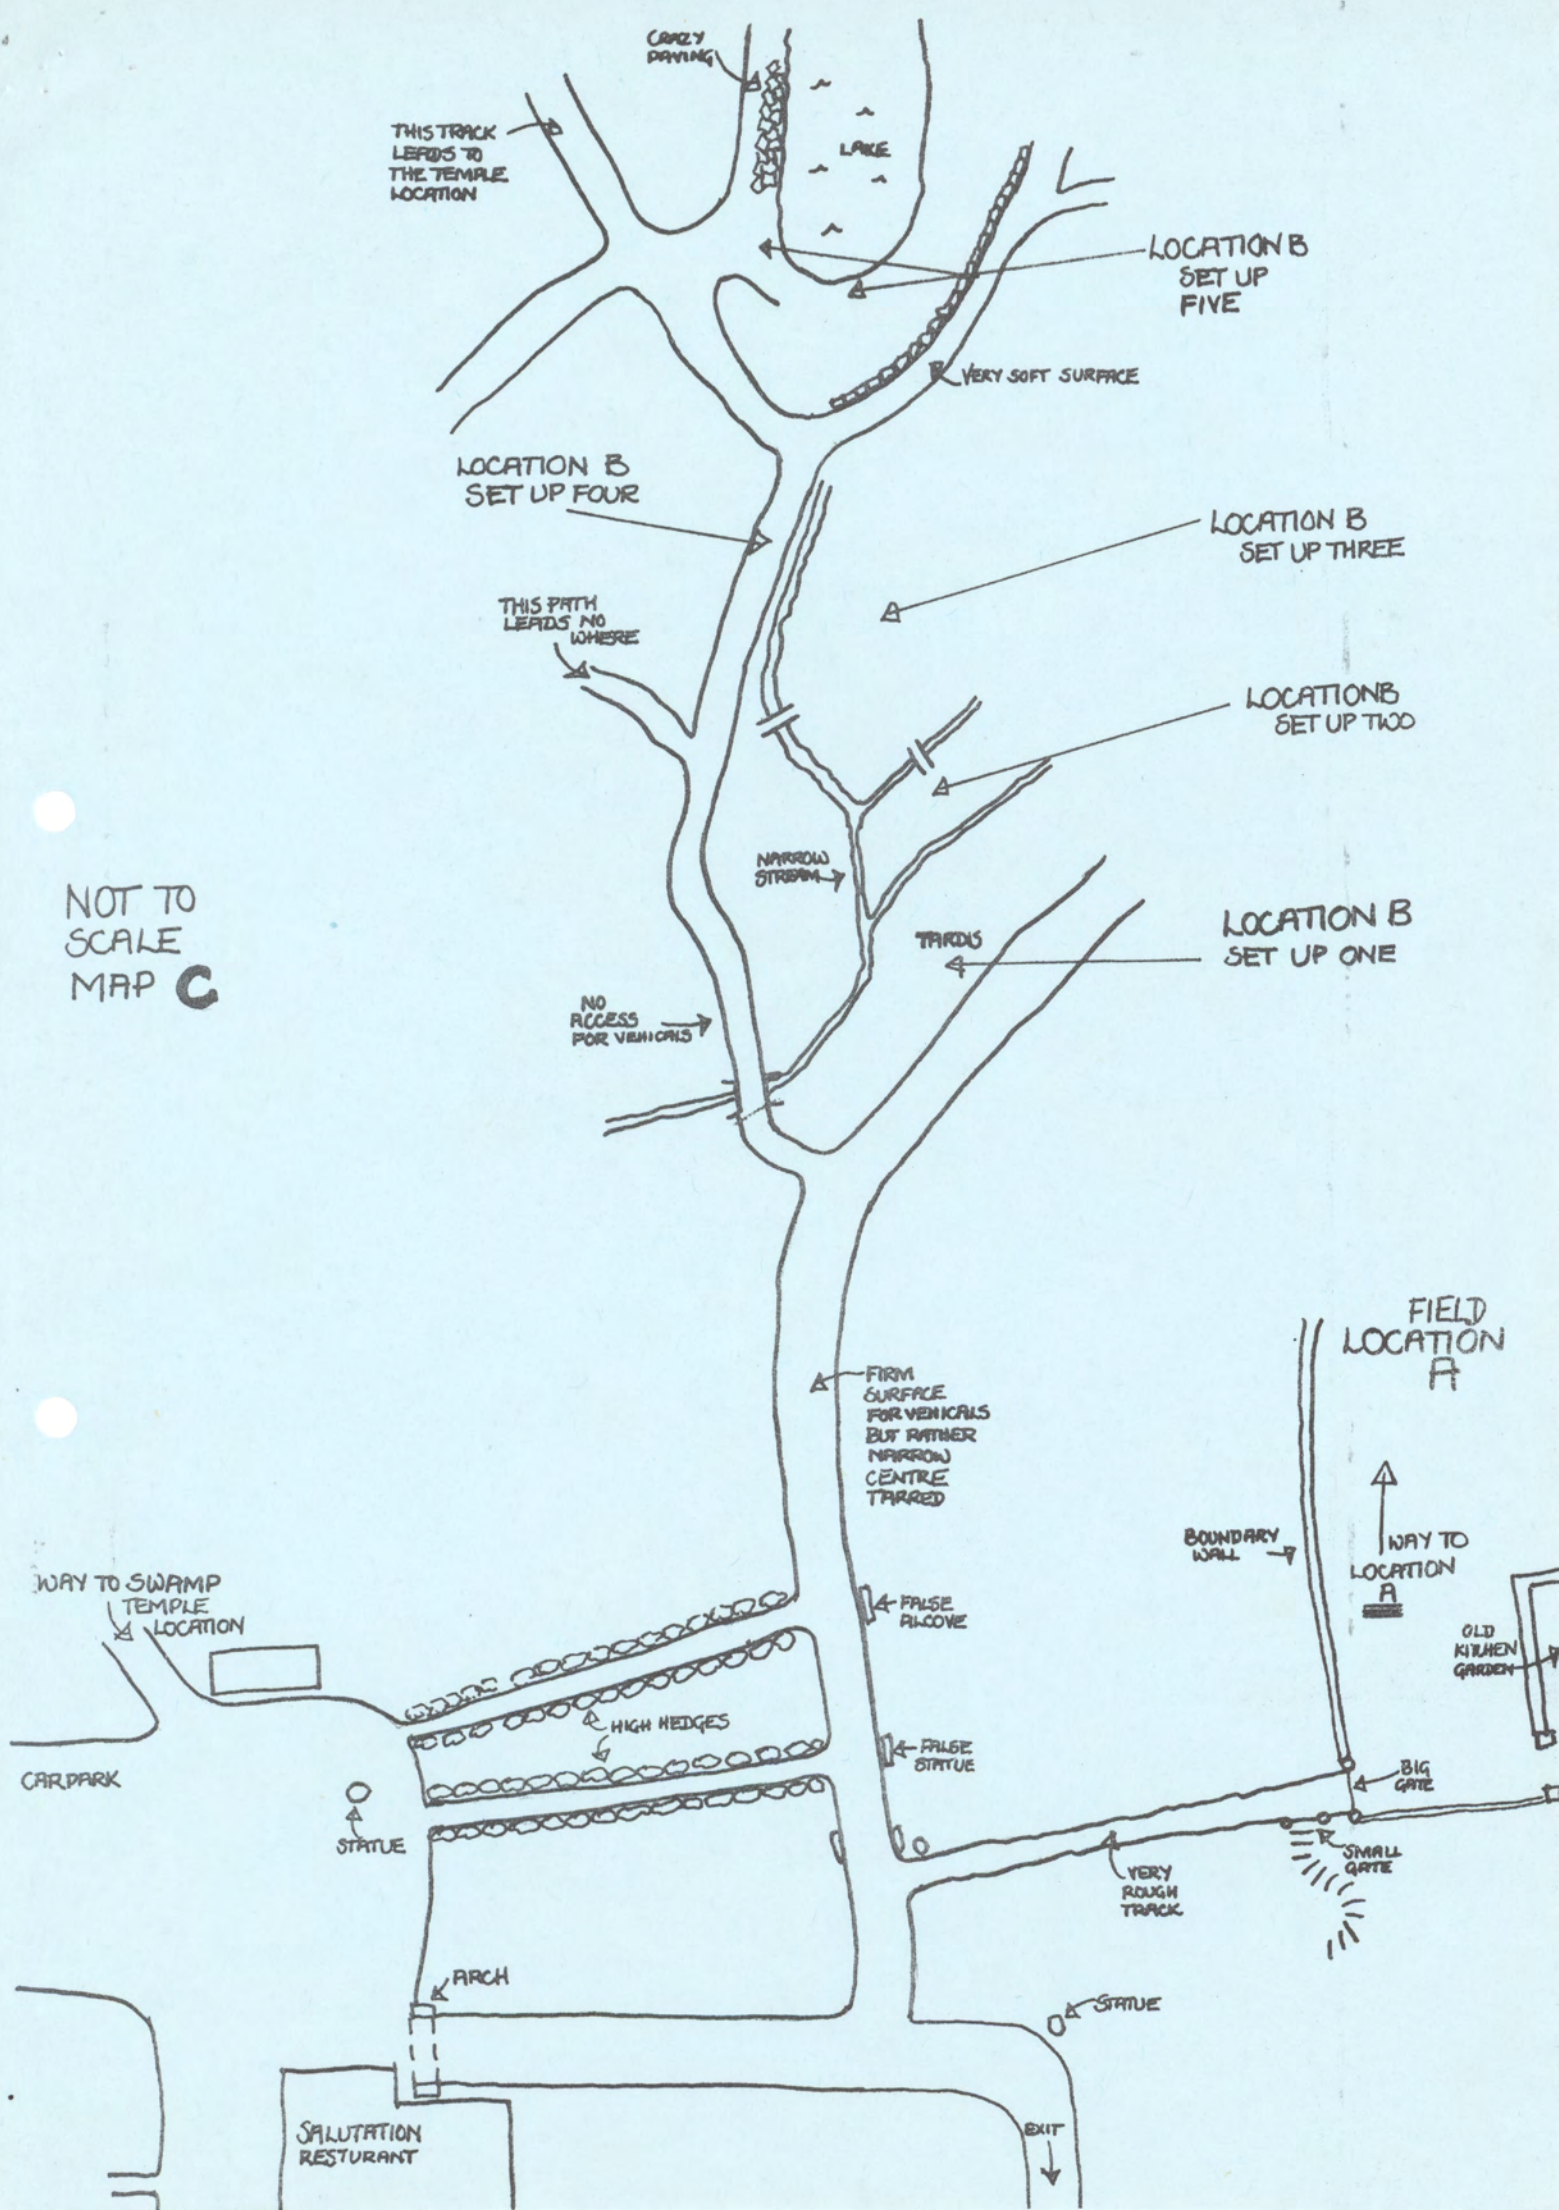 CRAZY
PAVING
THIS TRACK
LEADS TO
THE TEMPLE
LOCATION
LAKE
LOCATION B
SET UP
FIVE
VERY SOFT SURFACE
LOCATION B
SET UP FOUR
LOCATION B
SET UP THREE
THIS PATH
LEADS NO
WHERE
LOCATION B
SET UP TWO
NARROW
STREAM
NOT TO
SCALE
MAP C
TARDIS
LOCATION B
SET UP ONE
NO
ACCESS
FOR VEHICALS
FIELD
LOCATION
A
FIRM
SURFACE
FOR VEHICALS
BUT RATHER
NARROW
CENTRE
TARRED
BOUNDARY
WALL
WAY TO
LOCATION
A
WAY TO SWAMP
TEMPLE
LOCATION
FALSE
ALCOVE
OLD
KITCHEN
GARDEN
HIGH HEDGES
FALSE
STATUE
CARPARK
BIG
GATE
STATUE
SMALL
GATE
VERY
ROUGH
TRACK
ARCH
STATUE
SALUTATION
RESTURANT
EXIT